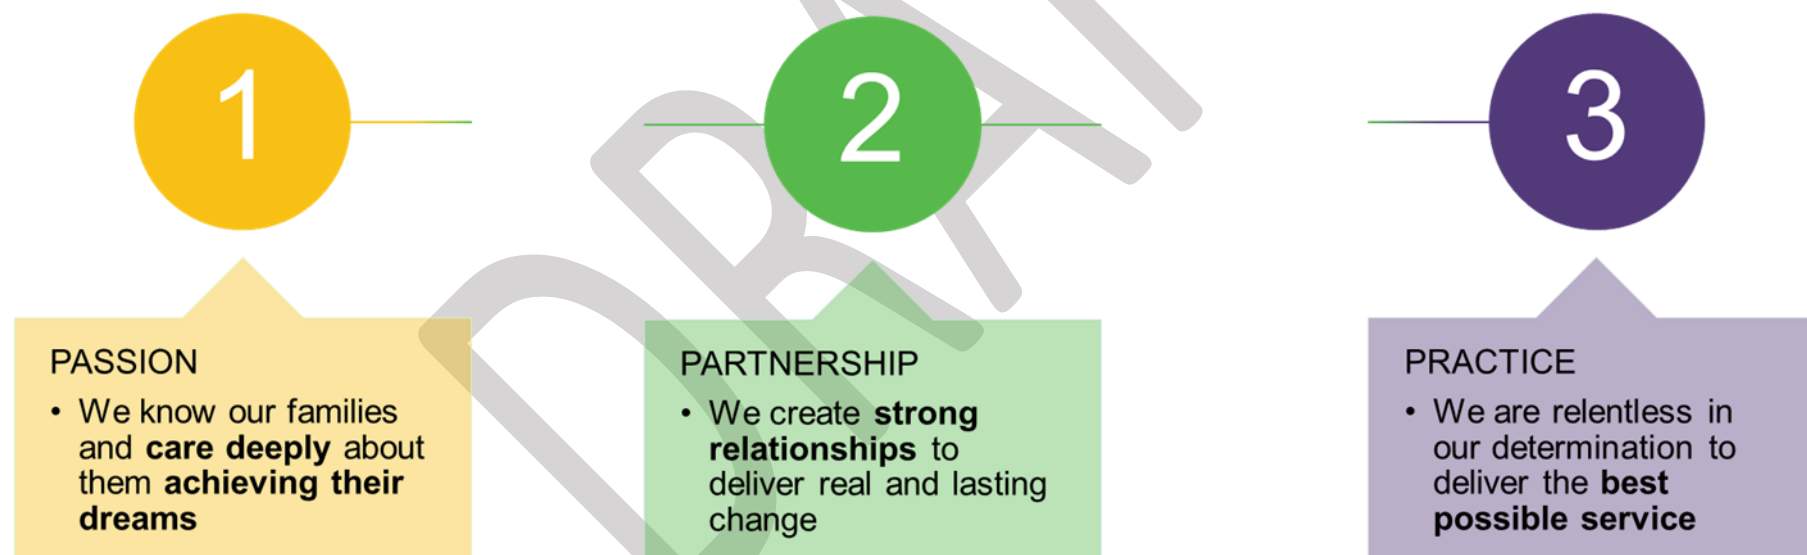 1
2
3
PASSION
• We know our families
and care deeply about
them achieving their
dreams
PARTNERSHIP
• We create strong
relationships to
deliver real and lasting
change
PRACTICE
• We are relentless in
our determination to
deliver the best
possible service